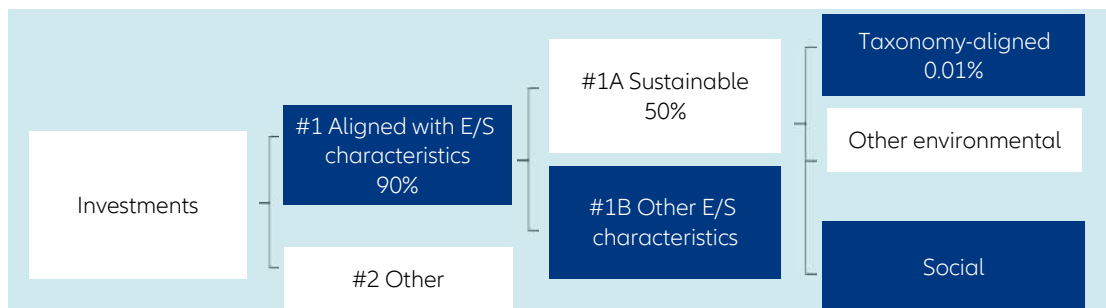 Investments
#1 Aligned with E/S
characteristics
90%
#2 Other
#1A Sustainable
50%
#1B Other E/S
characteristics
Taxonomy-aligned
0.01%
Other environmental
Social